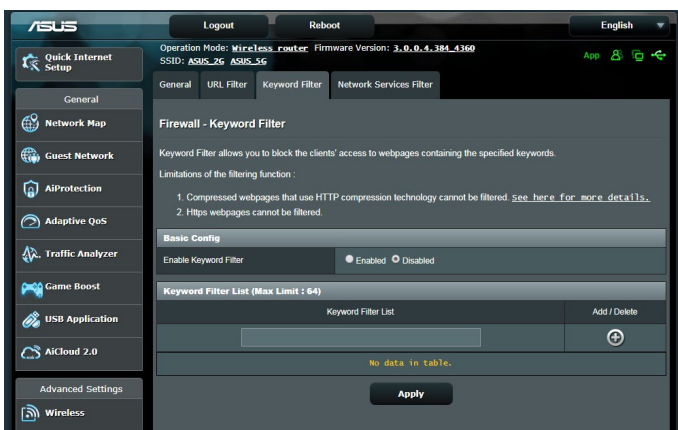 ASUS
Logout
Reboot
English
Quick Internet
Setup
Operation Mode: Wireless router Firmware Version: 3.0.0.4.384_4360
SSID: ASUS_2G ASUS_5G
App
General
URL Filter
Keyword Filter
Network Services Filter
General
Network Map
Guest Network
AiProtection
Adaptive QoS
Traffic Analyzer
Game Boost
USB Application
AiCloud 2.0
Advanced Settings
Wireless
Firewall - Keyword Filter
Keyword Filter allows you to block the clients' access to webpages containing the specified keywords.
Limitations of the filtering function :
1. Compressed webpages that use HTTP compression technology cannot be filtered. See here for more details.
2. Https webpages cannot be filtered.
Basic Config
Enable Keyword Filter
Enabled Disabled
Keyword Filter List (Max Limit : 64)
Keyword Filter List
Add / Delete
No data in table.
Apply